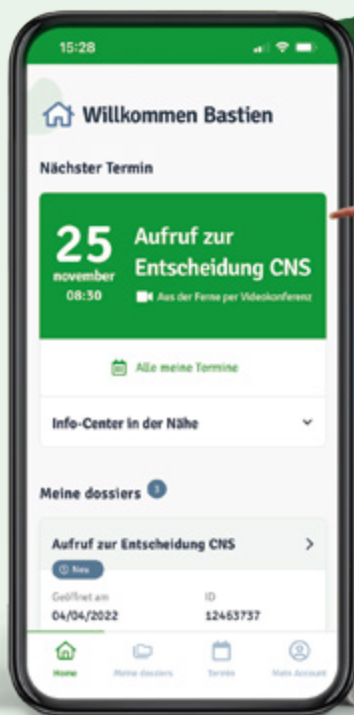 15:28
Willkommen Bastien
Nächster Termin
25
november
08:30
Aufruf zur
Entscheidung CNS
Aus der Ferne per Videokonferenz
Alle meine Termine
Info-Center in der Nähe
Meine dossiers
Aufruf zur Entscheidung CNS
Neu
Geöffnet am
04/04/2022
ID
12463737
Home
Meine dossiers
Termin
Mein Account